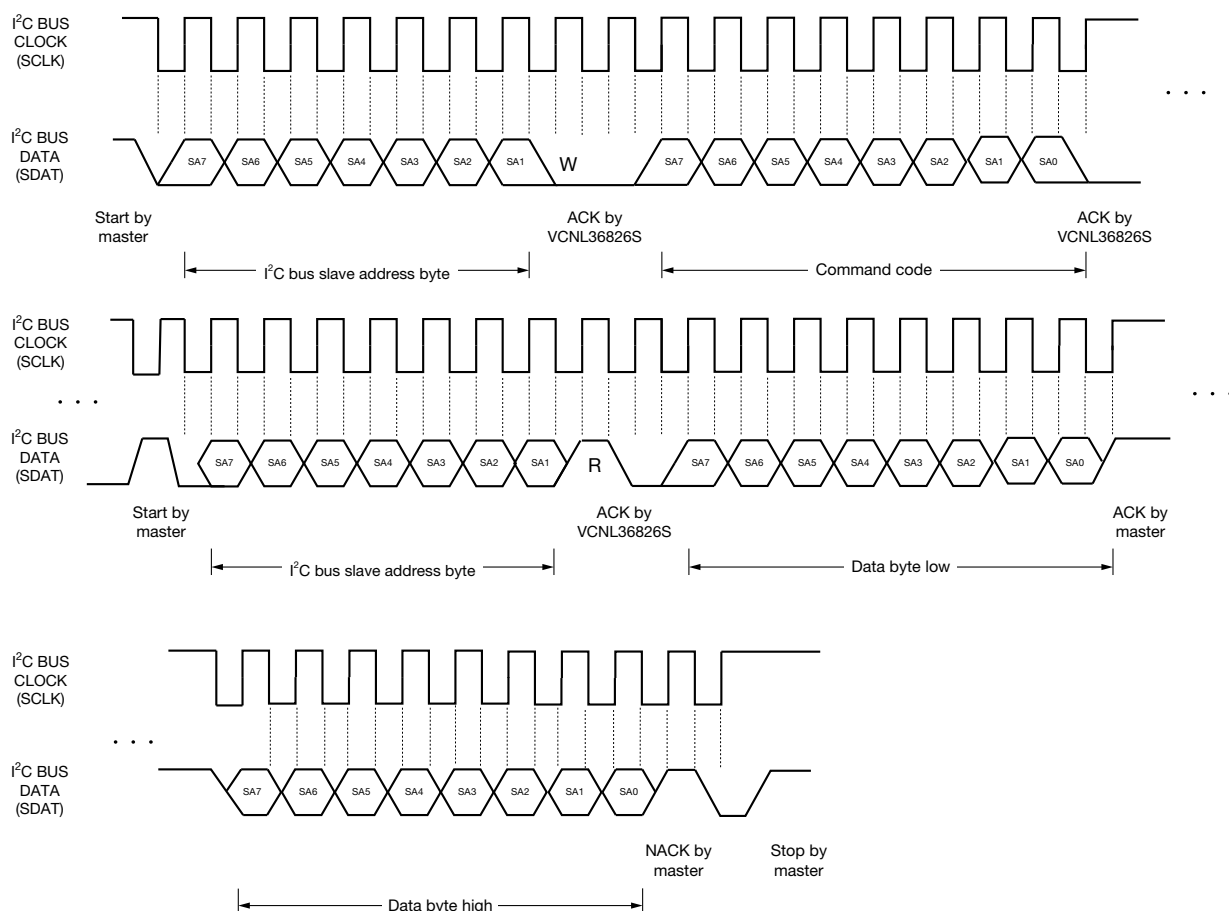 I²C BUS
CLOCK
(SCLK)
. . .
I²C BUS
DATA
(SDAT)
SA7 SA6 SA5 SA4 SA3 SA2 SA1 W SA7 SA6 SA5 SA4 SA3 SA2 SA1 SA0
Start by
master
ACK by
VCNL36826S
ACK by
VCNL36826S
I²C bus slave address byte
Command code
I²C BUS
CLOCK
(SCLK)
. . .
. . .
I²C BUS
DATA
(SDAT)
SA7 SA6 SA5 SA4 SA3 SA2 SA1 R SA7 SA6 SA5 SA4 SA3 SA2 SA1 SA0
Start by
master
ACK by
VCNL36826S
ACK by
master
I²C bus slave address byte
Data byte low
I²C BUS
CLOCK
(SCLK)
. . .
I²C BUS
DATA
(SDAT)
SA7 SA6 SA5 SA4 SA3 SA2 SA1 SA0
NACK by
master
Stop by
master
Data byte high